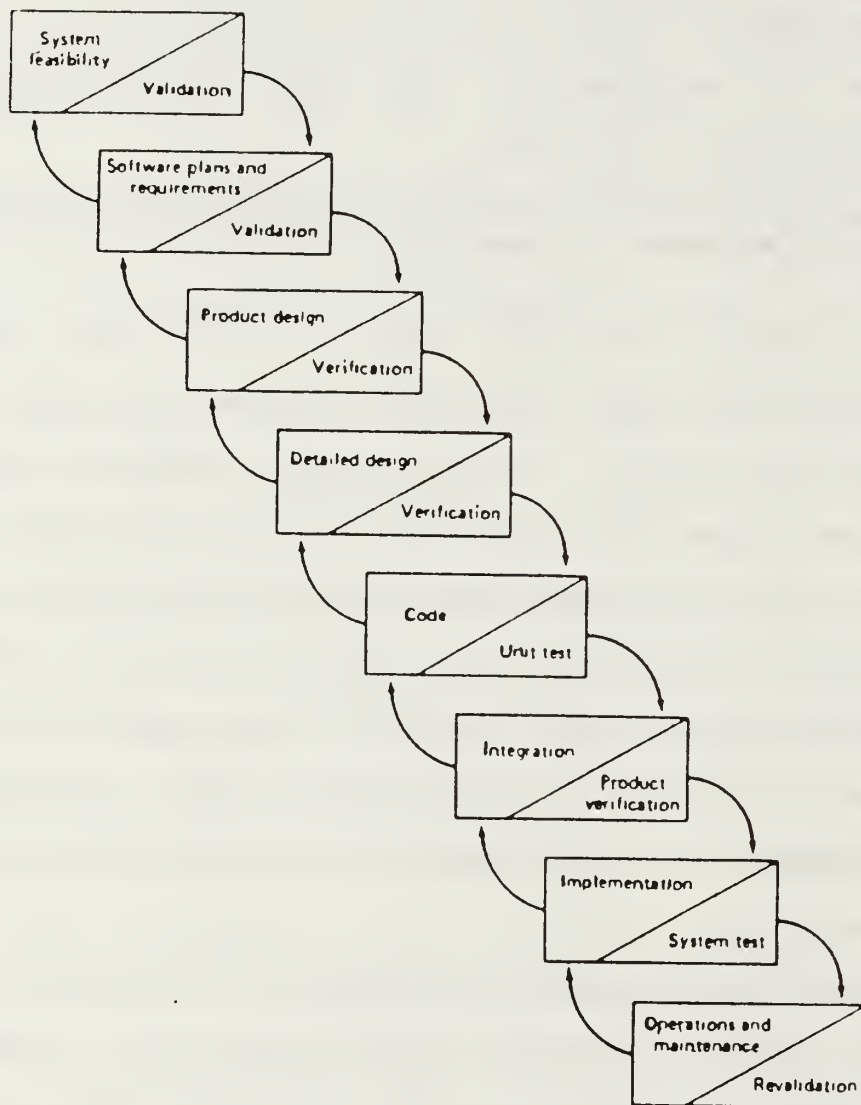 System
feasibility
Validation
Software plans and
requirements
Validation
Product design
Verification
Detailed design
Verification
Code
Unit test
Integration
Product
verification
Implementation
System test
Operations and
maintenance
Revalidation